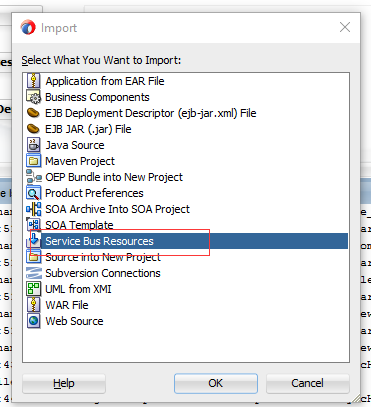 Import
Select What You Want to Import:
Application from EAR File
Business Components
EJB Deployment Descriptor (ejb-jar.xml) File
EJB JAR (.jar) File
Java Source
Maven Project
OEP Bundle into New Project
Product Preferences
SOA Archive Into SOA Project
SOA Template
Service Bus Resources
Source into New Project
Subversion Connections
UML from XMI
WAR File
Web Source
Help
OK
Cancel